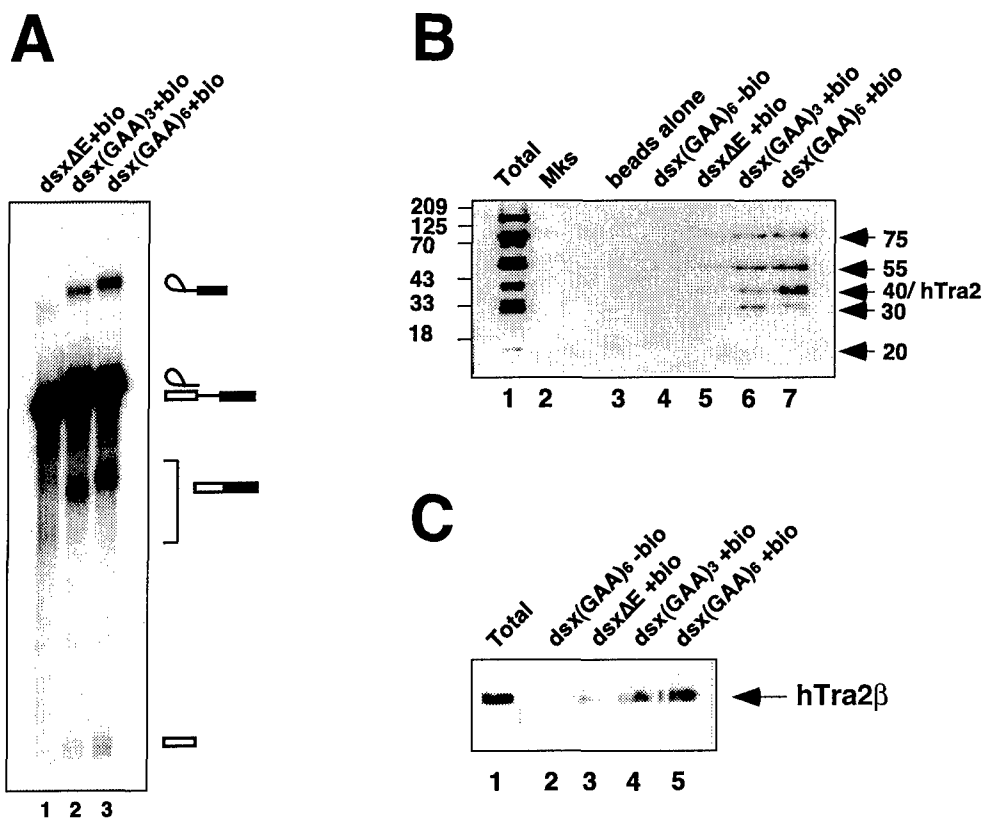 A
dsxΔE+bio
dsx(GAA)3+bio
dsx(GAA)6+bio
1 2 3
B
Total
Mks
beads alone
dsx(GAA)6 -bio
dsxΔE +bio
dsx(GAA)3 +bio
dsx(GAA)6 +bio
209
125
70
43
33
18
75
55
40/ hTra2
30
20
1 2 3 4 5 6 7
C
Total
dsx(GAA)6 -bio
dsxΔE +bio
dsx(GAA)3 +bio
dsx(GAA)6 +bio
hTra2β
1 2 3 4 5